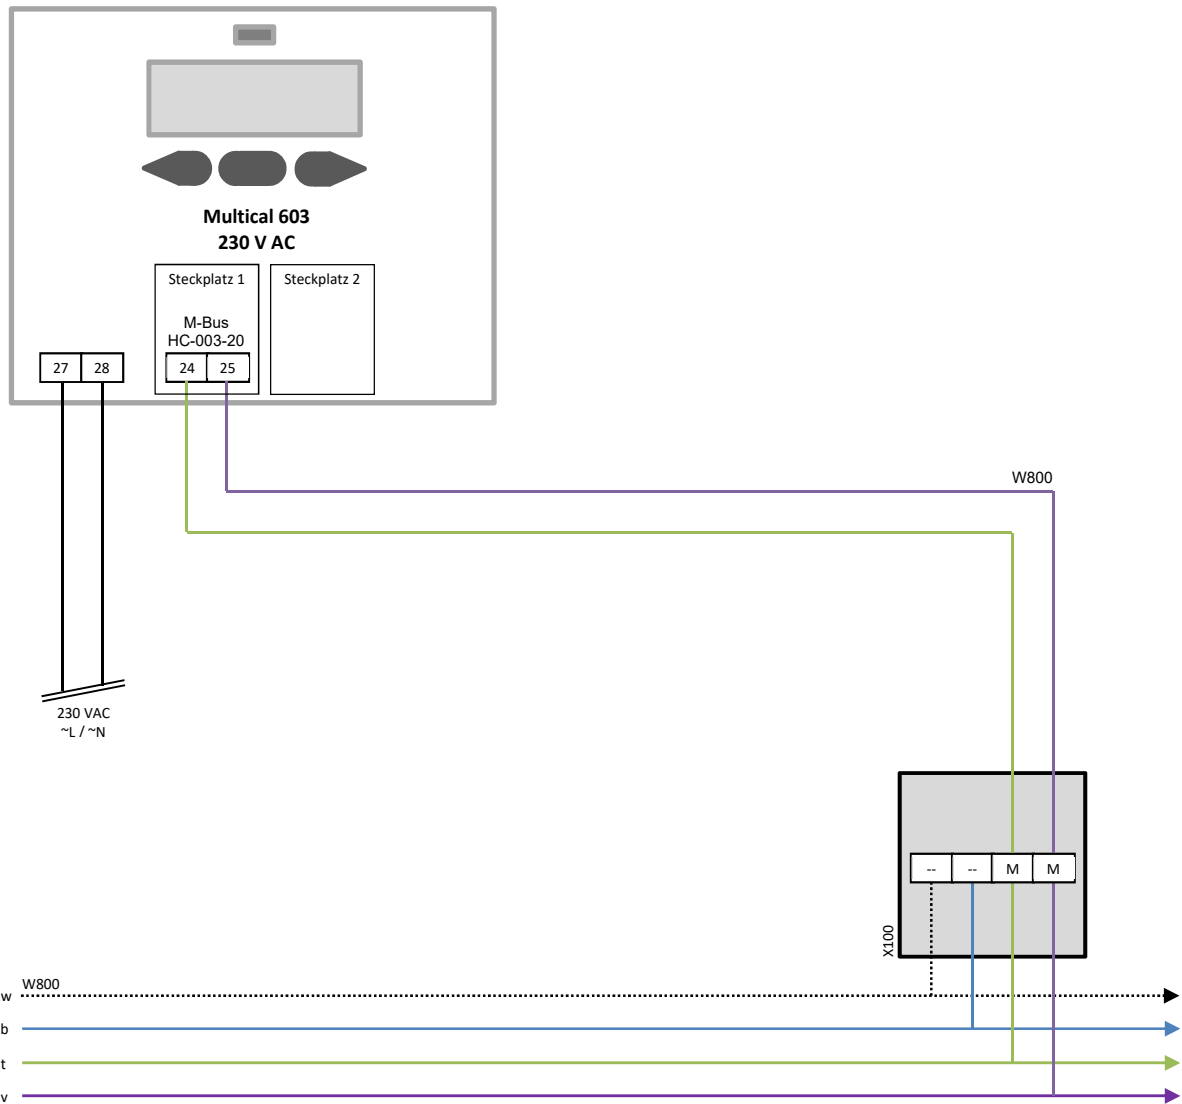 Multical 603
230 V AC
Steckplatz 1
Steckplatz 2
M-Bus
HC-003-20
27 28
24 25
W800
230 VAC
~L / ~N
-- -- M M
X100
W800
w
b
t
v